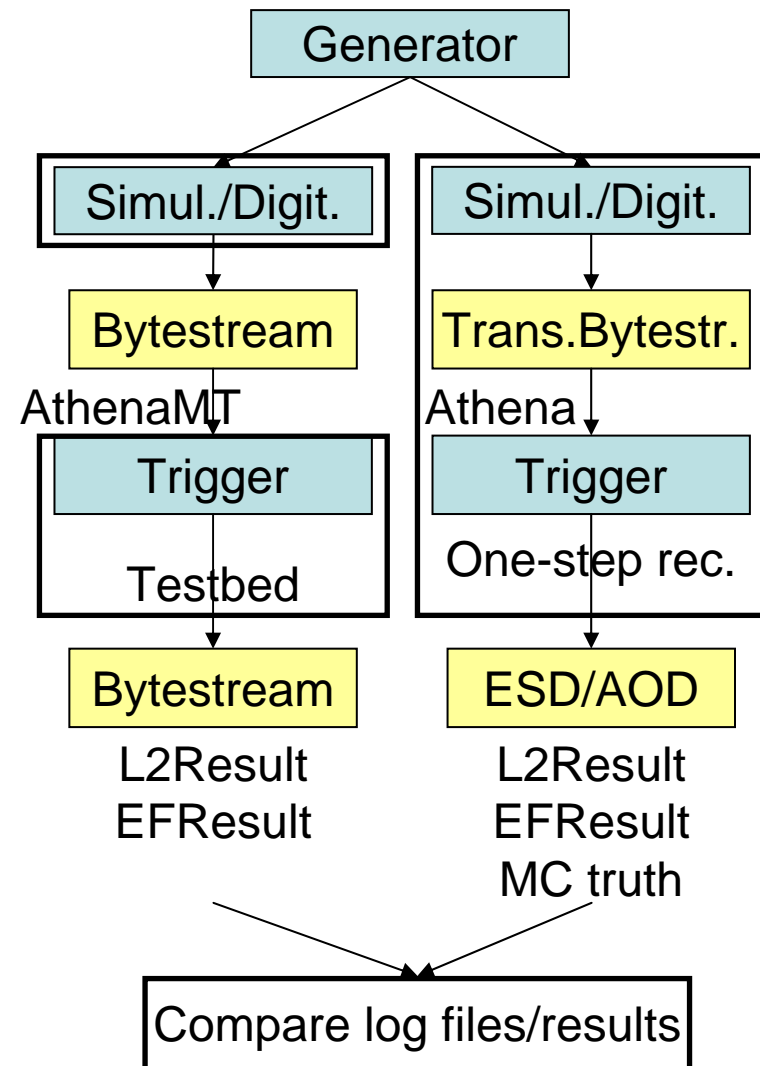 Generator
Simul./Digit.
Simul./Digit.
Bytestream
Trans.Bytestr.
AthenaMT
Athena
Trigger
Trigger
Testbed
One-step rec.
Bytestream
ESD/AOD
L2Result
L2Result
EFResult
EFResult
MC truth
Compare log files/results